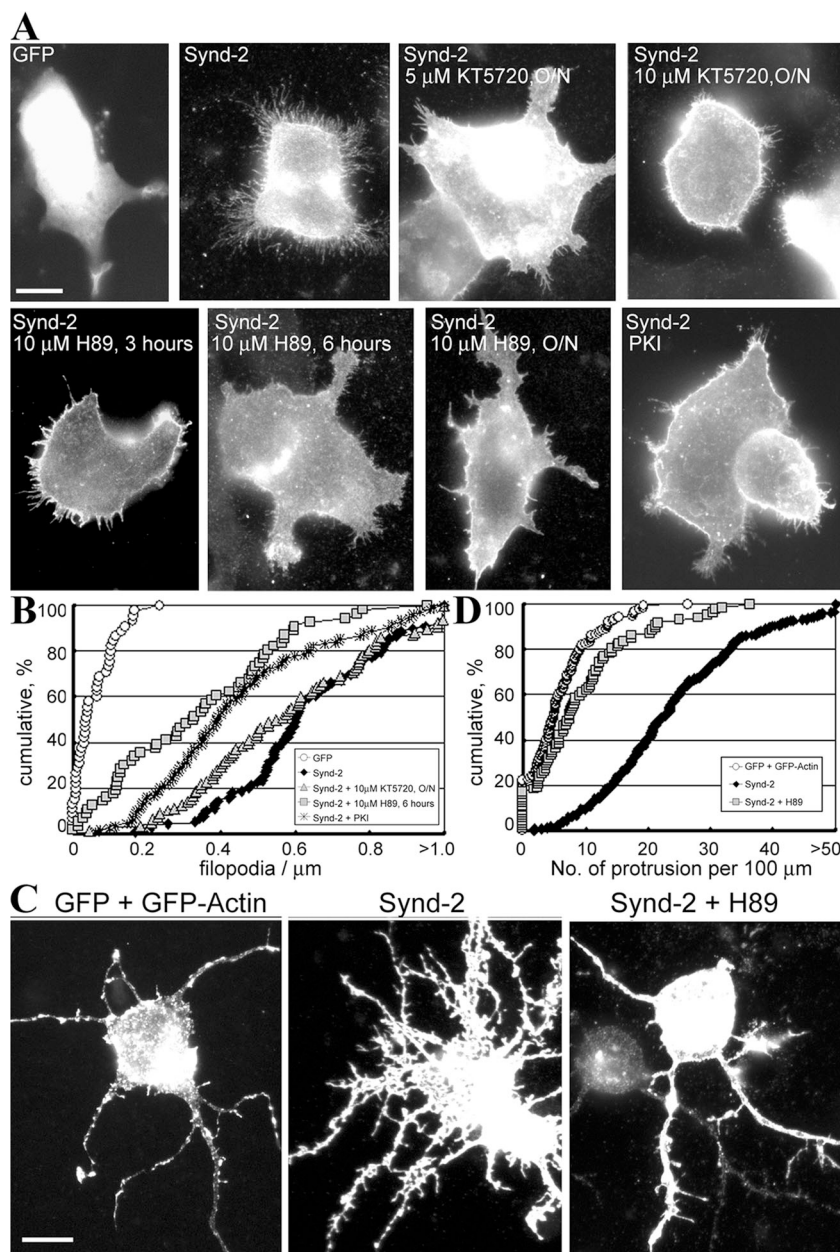 A
GFP
Synd-2
Synd-2
5 μM KT5720,O/N
Synd-2
10 μM KT5720,O/N
Synd-2
10 μM H89, 3 hours
Synd-2
10 μM H89, 6 hours
Synd-2
10 μM H89, O/N
Synd-2
PKI
B
cumulative, %
100
80
60
40
20
0
0 0.2 0.4 0.6 0.8 >1.0
filopodia / μm
GFP
Synd-2
Synd-2 + 10μM KT5720, O/N
Synd-2 + 10μM H89, 6 hours
Synd-2 + PKI
D
cumulative, %
100
80
60
40
20
0
0 10 20 30 40 >50
No. of protrusion per 100 μm
GFP + GFP-Actin
Synd-2
Synd-2 + H89
C
GFP + GFP-Actin
Synd-2
Synd-2 + H89